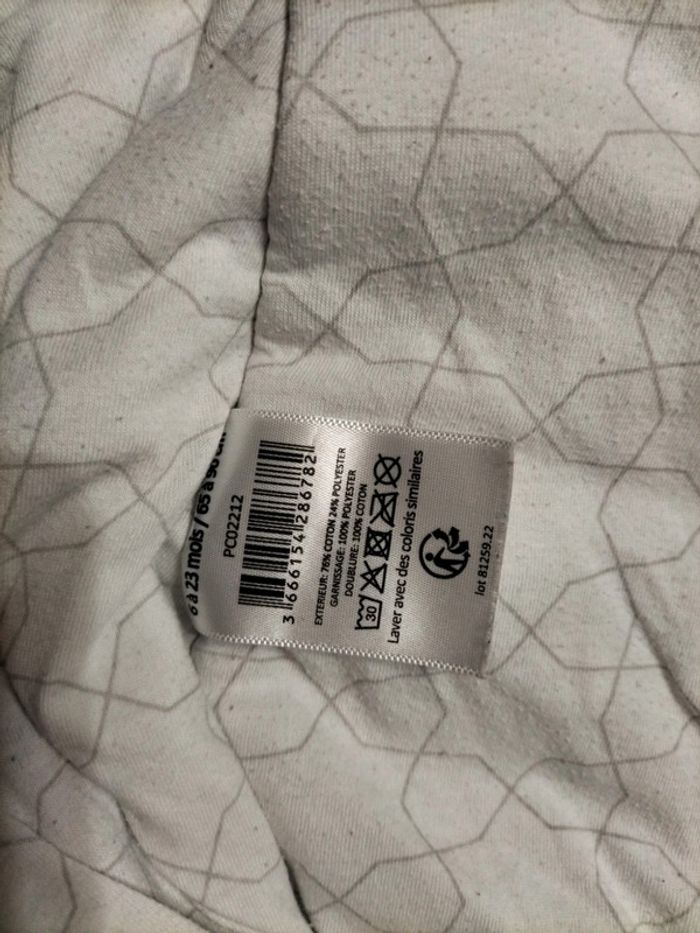 6 à 23 mois / 65 à 90
PC02212
3 666154 286782
EXTERIEUR: 76% COTON 24% POLYESTER
GARNISSAGE: 100% POLYESTER
DOUBLURE: 100% COTON
30
Laver avec des coloris similaires
lot 81259.22